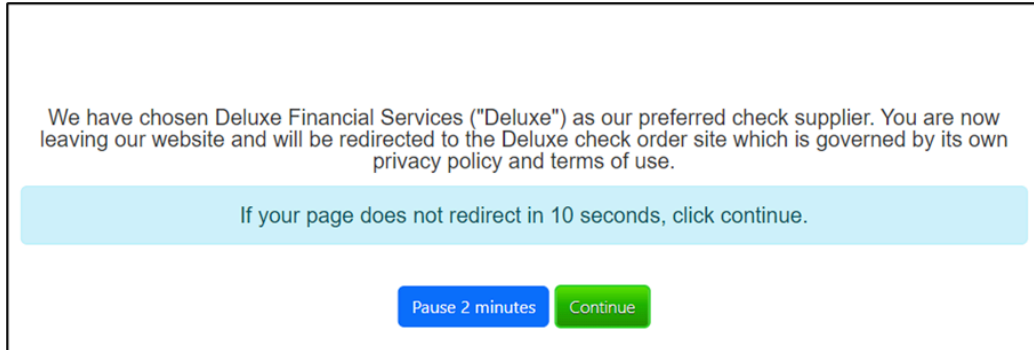 We have chosen Deluxe Financial Services ("Deluxe") as our preferred check supplier. You are now
leaving our website and will be redirected to the Deluxe check order site which is governed by its own
privacy policy and terms of use.
If your page does not redirect in 10 seconds, click continue.
Pause 2 minutes
Continue